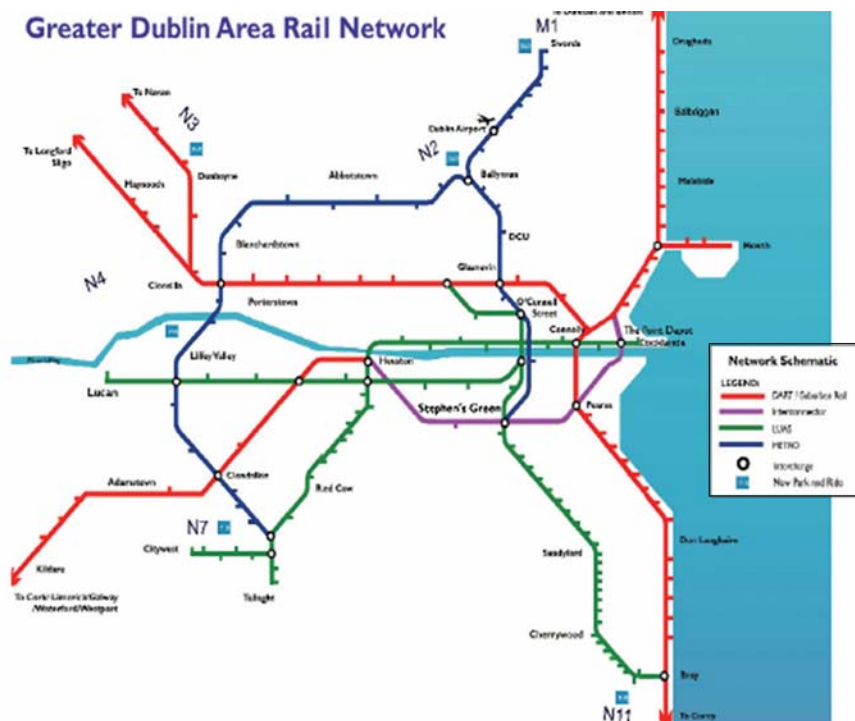 Greater Dublin Area Rail Network
M1
Swords
Drogheda
To Navan
N3
Dublin Airport
Balbriggan
To Longford
Sligo
N2
Maynooth
Dunboyne
Abbotstown
Ballymun
Malahide
DCU
Blanchardstown
Howth
N4
Clonsilla
Glasnevin
Porterstown
O'Connell
Street
Connolly
The Point Depot
Docklands
Liffey Valley
Heuston
Network Schematic
Lucan
LEGEND:
Stephen's Green
Pearse
DART / Suburban Rail
Interconnector
LUAS
METRO
Interchange
New Park and Ride
Clondalkin
Adamstown
Red Cow
N7
Citywest
Sandyford
Dun Laoghaire
Kildare
To Cork/ Limerick/Galway
/Waterford/Westport
Tallaght
Cherrywood
Bray
N11